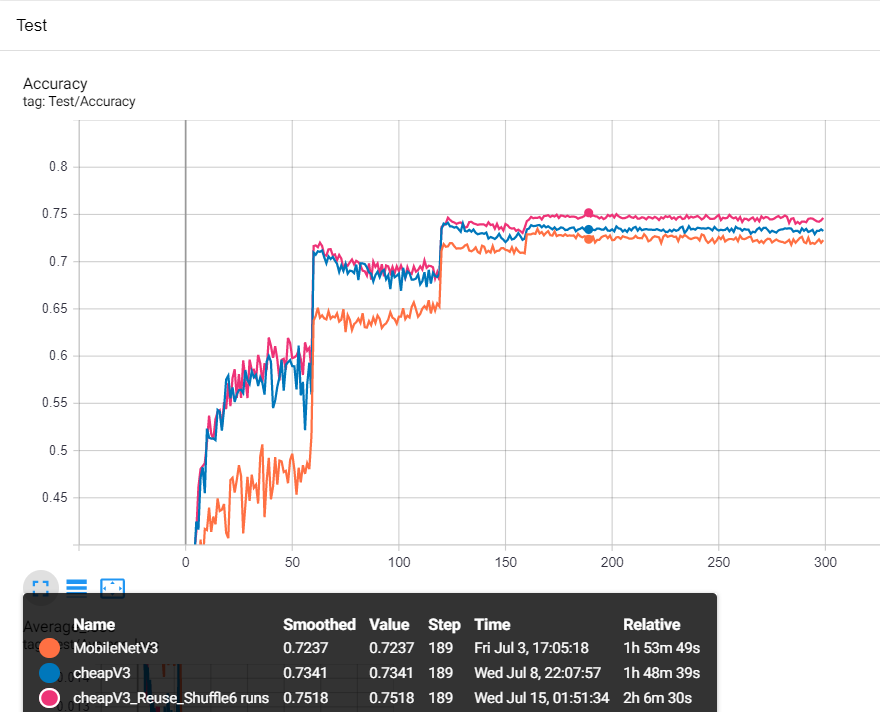 Test
Accuracy
tag: Test/Accuracy
0.8
0.75
0.7
0.65
0.6
0.55
0.5
0.45
0 50 100 150 200 250 300
Name Smoothed Value Step Time Relative
MobileNetV3 0.7237 0.7237 189 Fri Jul 3, 17:05:18 1h 53m 49s
cheapV3 0.7341 0.7341 189 Wed Jul 8, 22:07:57 1h 48m 39s
cheapV3_Reuse_Shuffle6 runs 0.7518 0.7518 189 Wed Jul 15, 01:51:34 2h 6m 30s